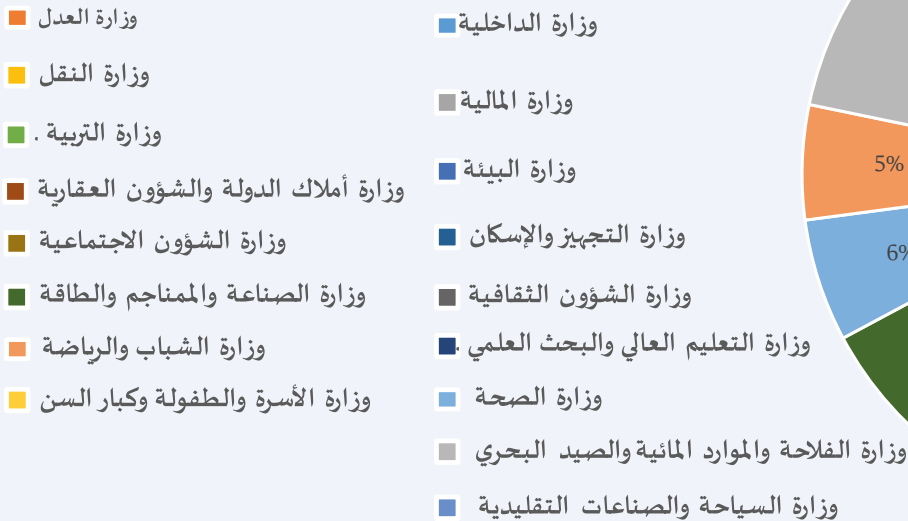 وزارة الداخلية
وزارة المالية
وزارة البيئة
وزارة التجهيز والإسكان
وزارة الشؤون الثقافية
وزارة التعليم العالي والبحث العلمي .
وزارة الصحة
وزارة الفلاحة والموارد المائية والصيد البحري
وزارة السياحة والصناعات التقليدية
وزارة العدل
وزارة النقل
وزارة التربية .
وزارة أملاك الدولة والشؤون العقارية
وزارة الشؤون الاجتماعية
وزارة الصناعة والمناجم والطاقة
وزارة الشباب والرياضة
وزارة الأسرة والطفولة وكبار السن
5%
6%